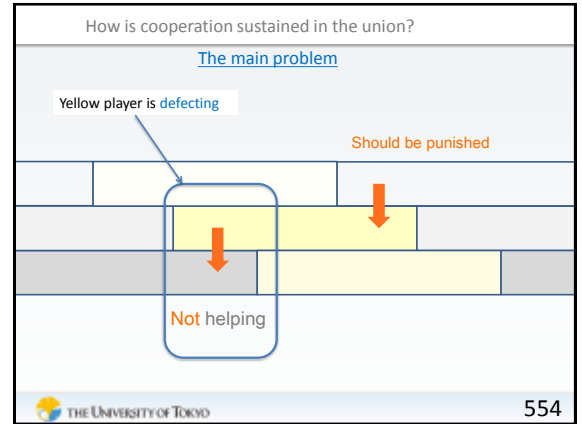 How is cooperation sustained in the union?
The main problem
Yellow player is defecting
Should be punished
Not helping
THE UNIVERSITY OF TOKYO
554